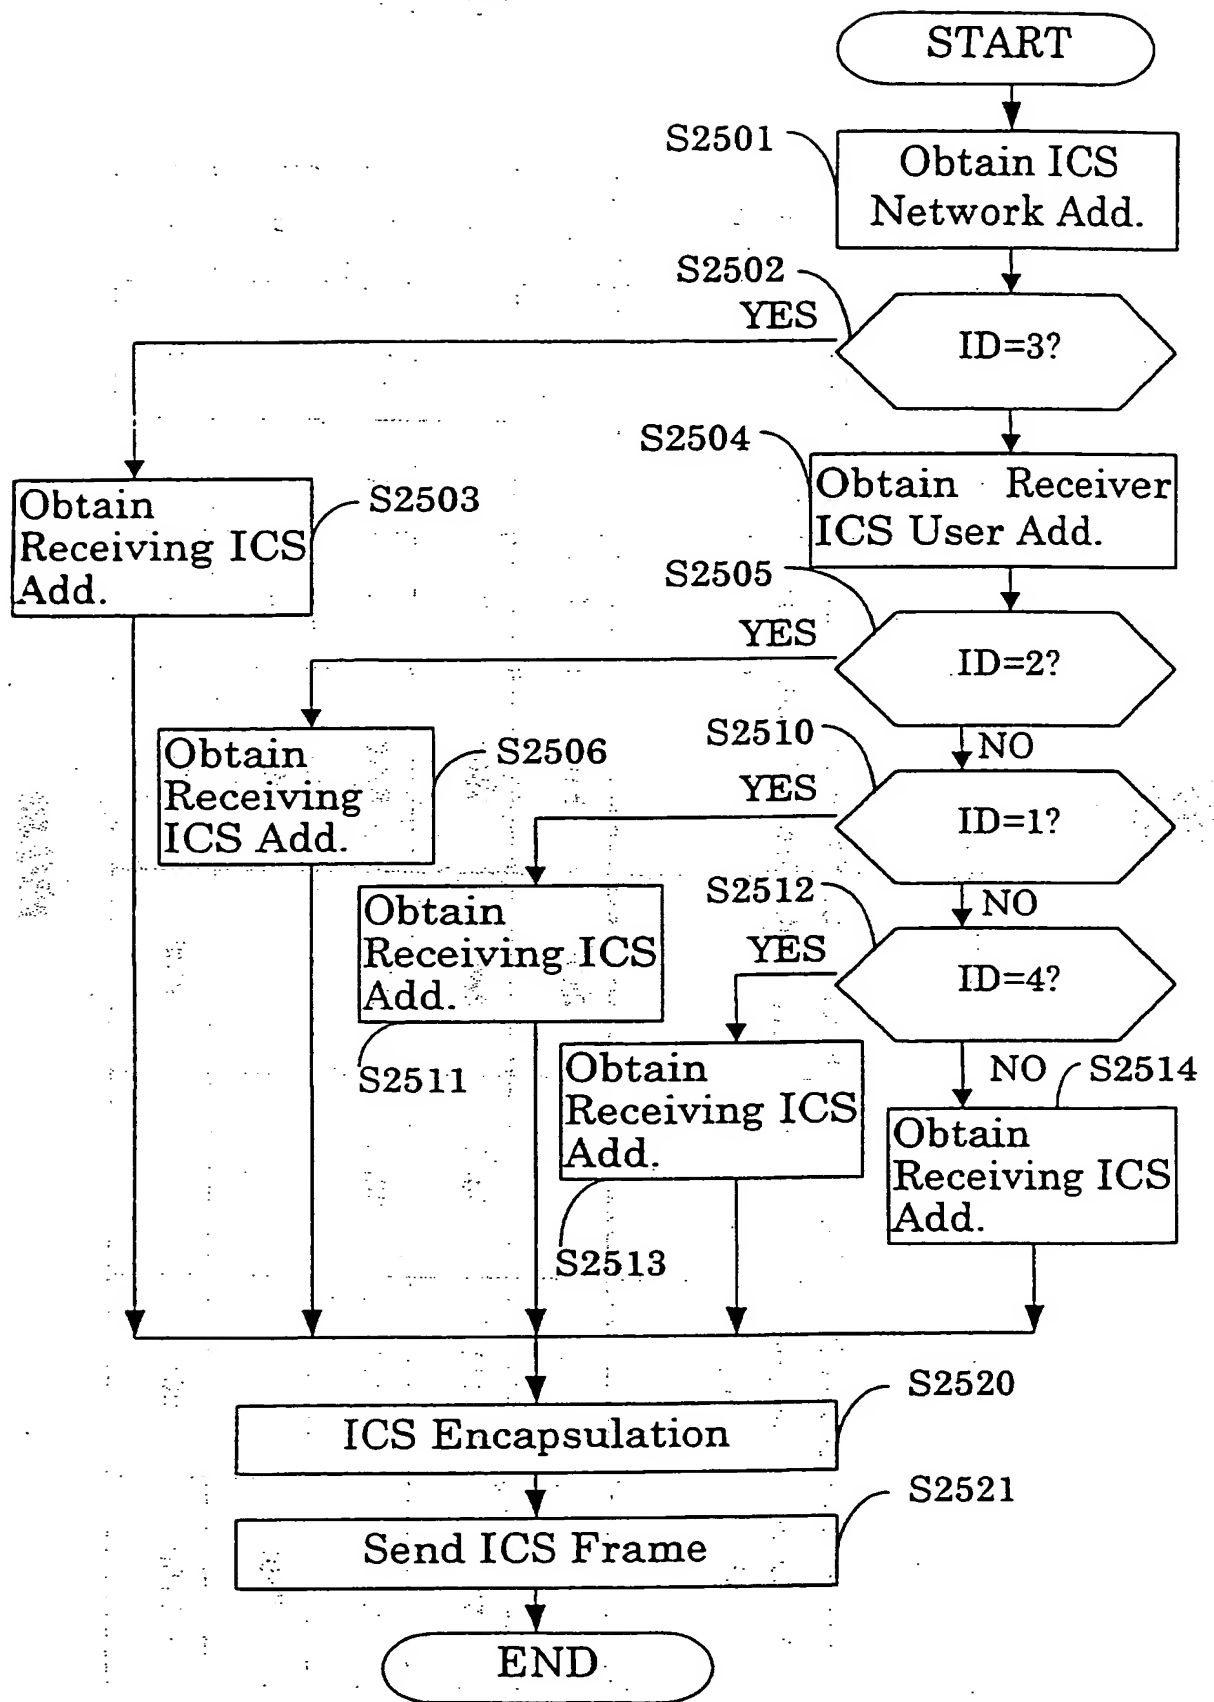 START
S2501
Obtain ICS
Network Add.
S2502
YES
ID=3?
S2504
Obtain Receiver
ICS User Add.
S2503
Obtain
Receiving ICS
Add.
S2505
YES
ID=2?
NO
S2506
Obtain
Receiving
ICS Add.
S2510
YES
ID=1?
NO
Obtain
Receiving ICS
Add.
S2511
S2512
YES
ID=4?
NO
S2514
Obtain
Receiving ICS
Add.
S2513
Obtain
Receiving ICS
Add.
S2520
ICS Encapsulation
S2521
Send ICS Frame
END